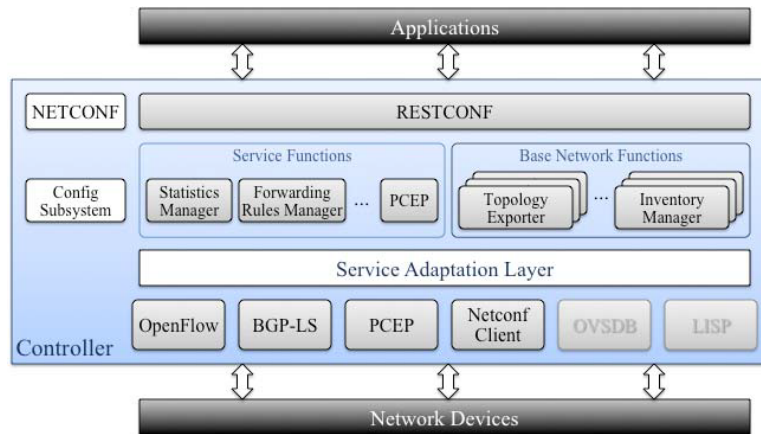 Applications
NETCONF
RESTCONF
Service Functions
Base Network Functions
Config
Subsystem
Statistics
Manager
Forwarding
Rules Manager
...
PCEP
Topology
Exporter
...
Inventory
Manager
Service Adaptation Layer
OpenFlow
BGP-LS
PCEP
Netconf
Client
OVSDB
LISP
Controller
Network Devices